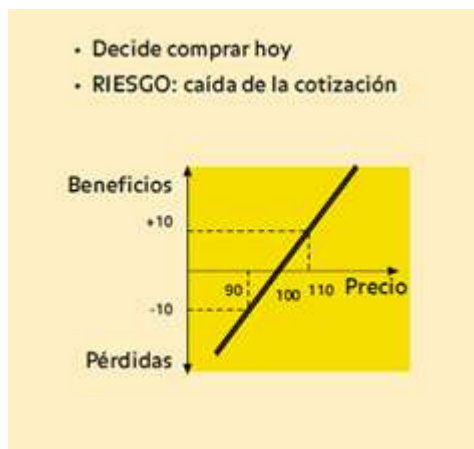 • Decide comprar hoy
• RIESGO: caída de la cotización
Beneficios
+10
90 100 110 Precio
-10
Pérdidas